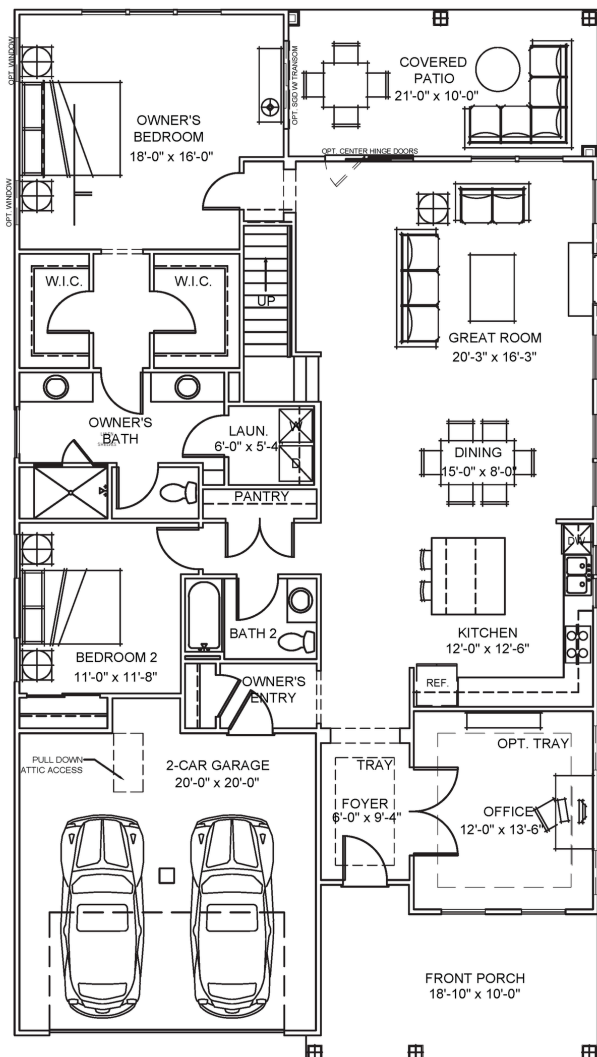 OPT. WINDOW
OPT. SGD W/ TRANSOM
COVERED
PATIO
21'-0" x 10'-0"
OWNER'S
BEDROOM
18'-0" x 16'-0"
OPT. CENTER HINGE DOORS
OPT. WINDOW
W.I.C.
W.I.C.
UP
GREAT ROOM
20'-3" x 16'-3"
OWNER'S
BATH
LAUN.
6'-0" x 5'-4"
W
D
DINING
15'-0" x 8'-0"
PANTRY
DW
KITCHEN
12'-0" x 12'-6"
BATH 2
BEDROOM 2
11'-0" x 11'-8"
OWNER'S
ENTRY
REF.
PULL DOWN
ATTIC ACCESS
2-CAR GARAGE
20'-0" x 20'-0"
TRAY
FOYER
6'-0" x 9'-4"
OPT. TRAY
OFFICE
12'-0" x 13'-6"
FRONT PORCH
18'-10" x 10'-0"